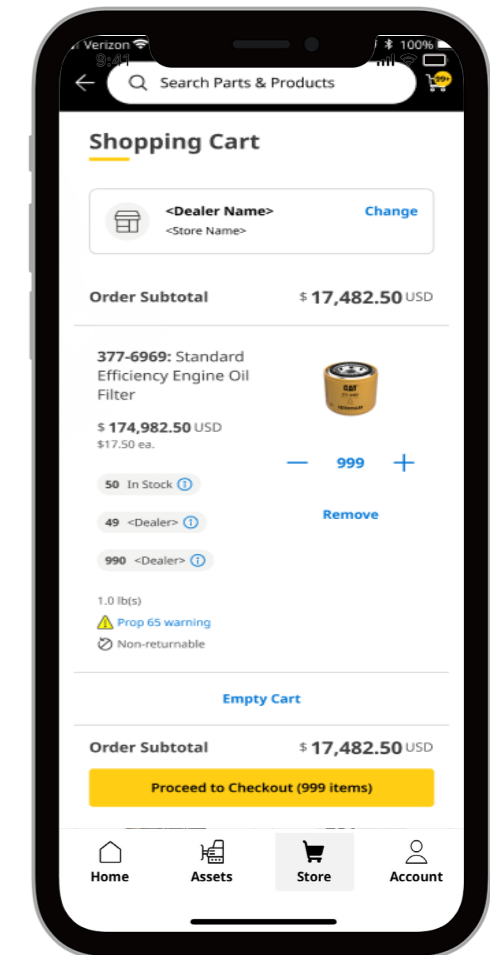 Verizon 100%
9:41
Search Parts & Products
99+
Shopping Cart
<Dealer Name>
Change
<Store Name>
Order Subtotal
$ 17,482.50 USD
377-6969: Standard
Efficiency Engine Oil
Filter
$ 174,982.50 USD
$17.50 ea.
CAT
999
Remove
50 In Stock
49 <Dealer>
990 <Dealer>
1.0 lb(s)
Prop 65 warning
Non-returnable
Empty Cart
Order Subtotal
$ 17,482.50 USD
Proceed to Checkout (999 items)
Home
Assets
Store
Account